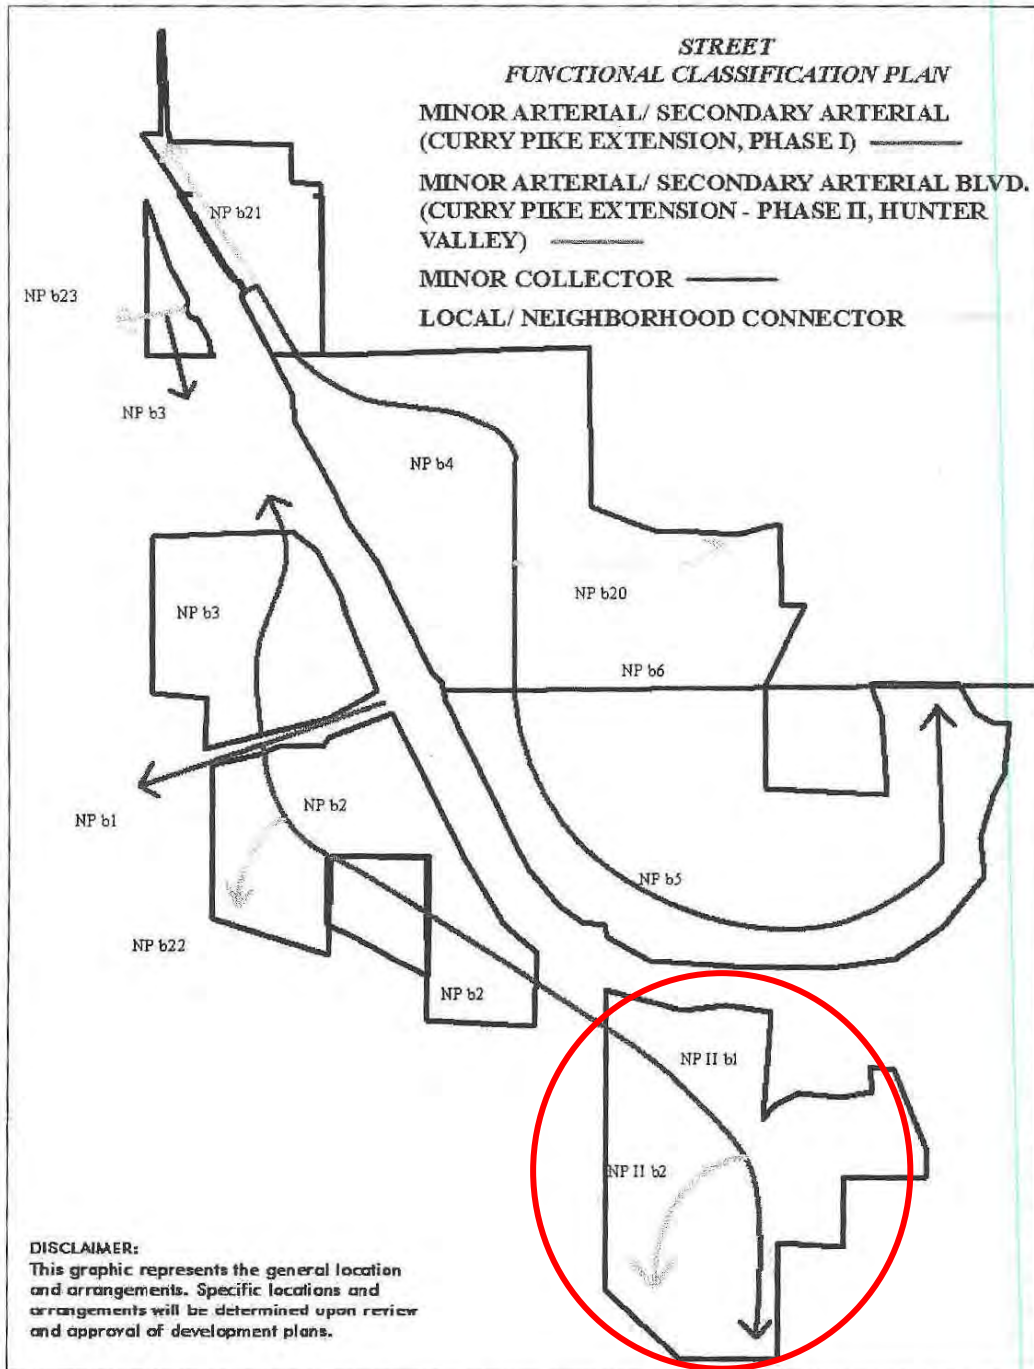 STREET
FUNCTIONAL CLASSIFICATION PLAN
MINOR ARTERIAL/ SECONDARY ARTERIAL
(CURRY PIKE EXTENSION, PHASE I)
MINOR ARTERIAL/ SECONDARY ARTERIAL BLVD.
(CURRY PIKE EXTENSION - PHASE II, HUNTER
VALLEY)
MINOR COLLECTOR
LOCAL/ NEIGHBORHOOD CONNECTOR
NP b21
NP b23
NP b3
NP b4
NP b20
NP b3
NP b6
NP b2
NP b1
NP b5
NP b22
NP b2
NP II b1
NP II b2
DISCLAIMER:
This graphic represents the general location
and arrangements. Specific locations and
arrangements will be determined upon review
and approval of development plans.